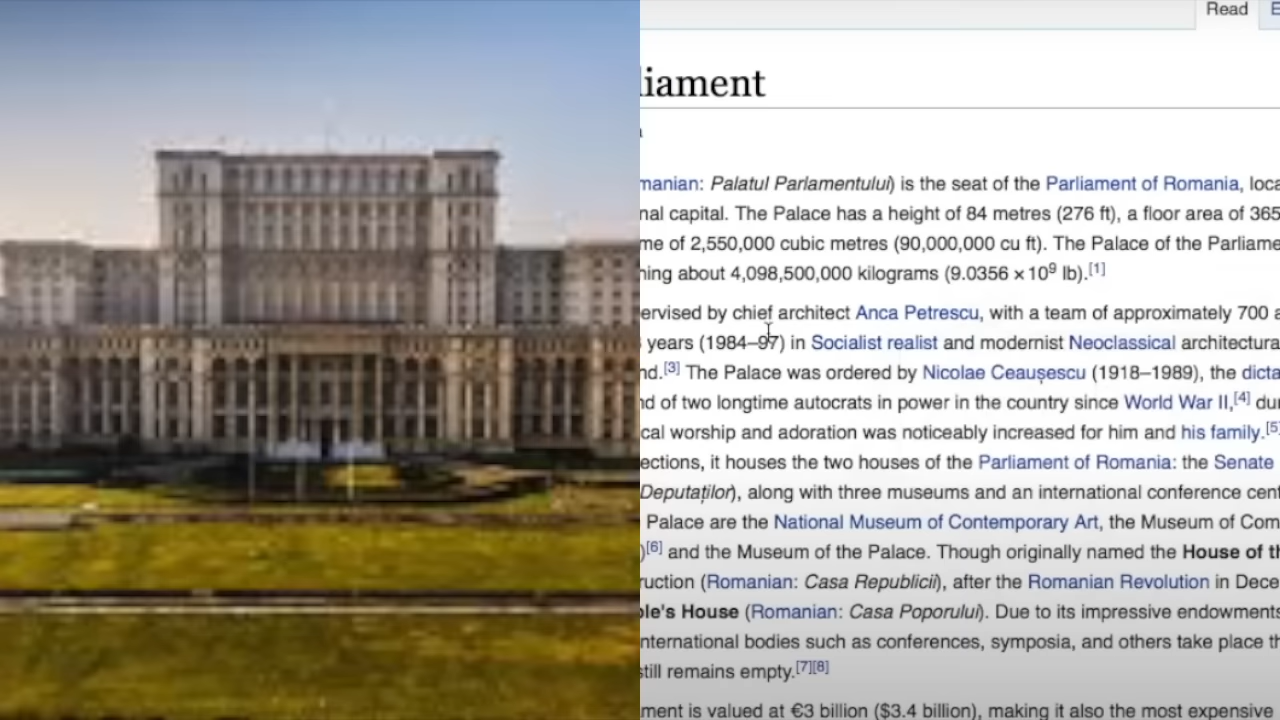 Read
liament
manian: Palatul Parlamentului) is the seat of the Parliament of Romania, loca
nal capital. The Palace has a height of 84 metres (276 ft), a floor area of 365
me of 2,550,000 cubic metres (90,000,000 cu ft). The Palace of the Parliame
ning about 4,098,500,000 kilograms (9.0356 × 10⁹ lb).[1]
ervised by chief architect Anca Petrescu, with a team of approximately 700 a
years (1984–97) in Socialist realist and modernist Neoclassical architectura
nd.[3] The Palace was ordered by Nicolae Ceaușescu (1918–1989), the dicta
nd of two longtime autocrats in power in the country since World War II,[4] dur
cal worship and adoration was noticeably increased for him and his family.[5]
ections, it houses the two houses of the Parliament of Romania: the Senate
Deputaților), along with three museums and an international conference cent
Palace are the National Museum of Contemporary Art, the Museum of Com
)[6] and the Museum of the Palace. Though originally named the House of th
ruction (Romanian: Casa Republicii), after the Romanian Revolution in Dece
ple's House (Romanian: Casa Poporului). Due to its impressive endowments
nternational bodies such as conferences, symposia, and others take place th
still remains empty.[7][8]
ment is valued at €3 billion ($3.4 billion), making it also the most expensive